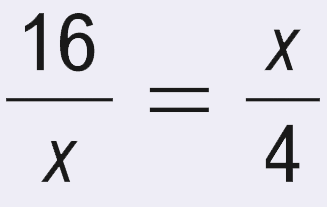 16/x = x/4